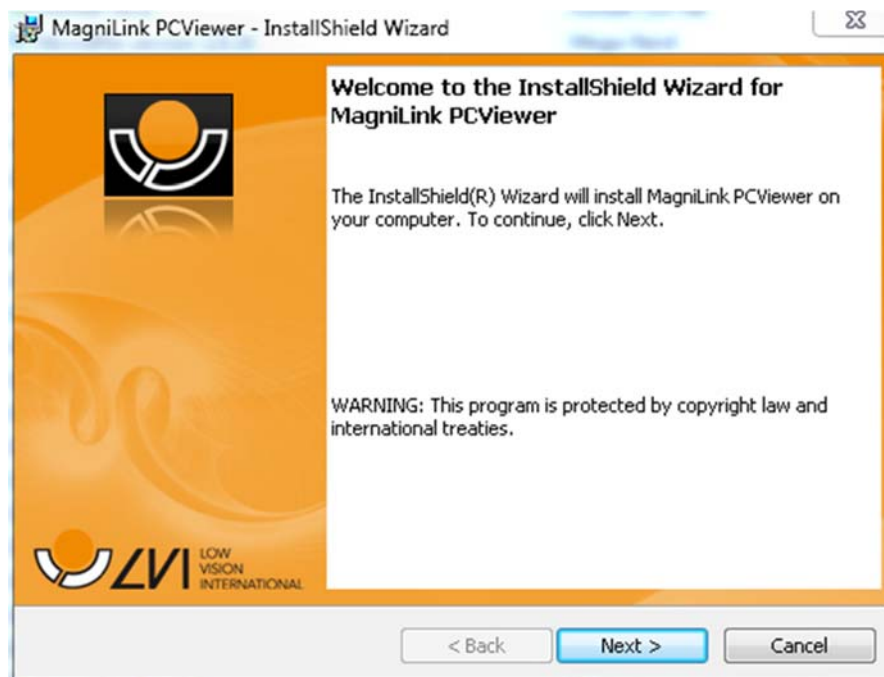 MagniLink PCViewer - InstallShield Wizard
Welcome to the InstallShield Wizard for
MagniLink PCViewer
The InstallShield(R) Wizard will install MagniLink PCViewer on
your computer. To continue, click Next.
WARNING: This program is protected by copyright law and
international treaties.
LVI
LOW
VISION
INTERNATIONAL
< Back
Next >
Cancel